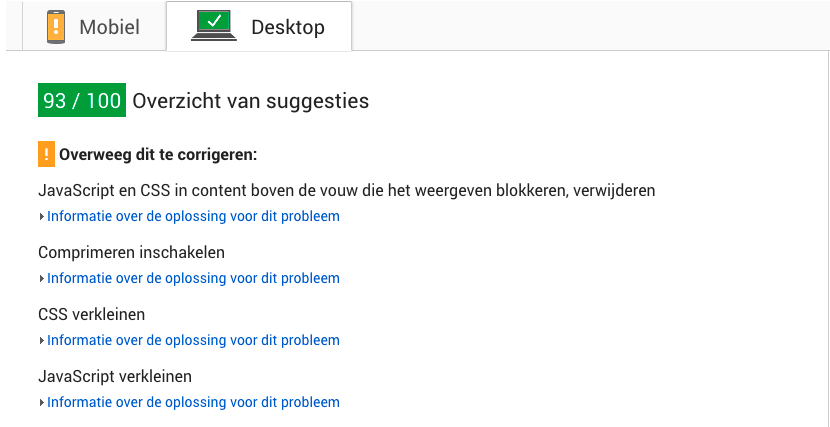 Mobiel
Desktop
93 / 100 Overzicht van suggesties
! Overweeg dit te corrigeren:
JavaScript en CSS in content boven de vouw die het weergeven blokkeren, verwijderen
Informatie over de oplossing voor dit probleem
Comprimeren inschakelen
Informatie over de oplossing voor dit probleem
CSS verkleinen
Informatie over de oplossing voor dit probleem
JavaScript verkleinen
Informatie over de oplossing voor dit probleem